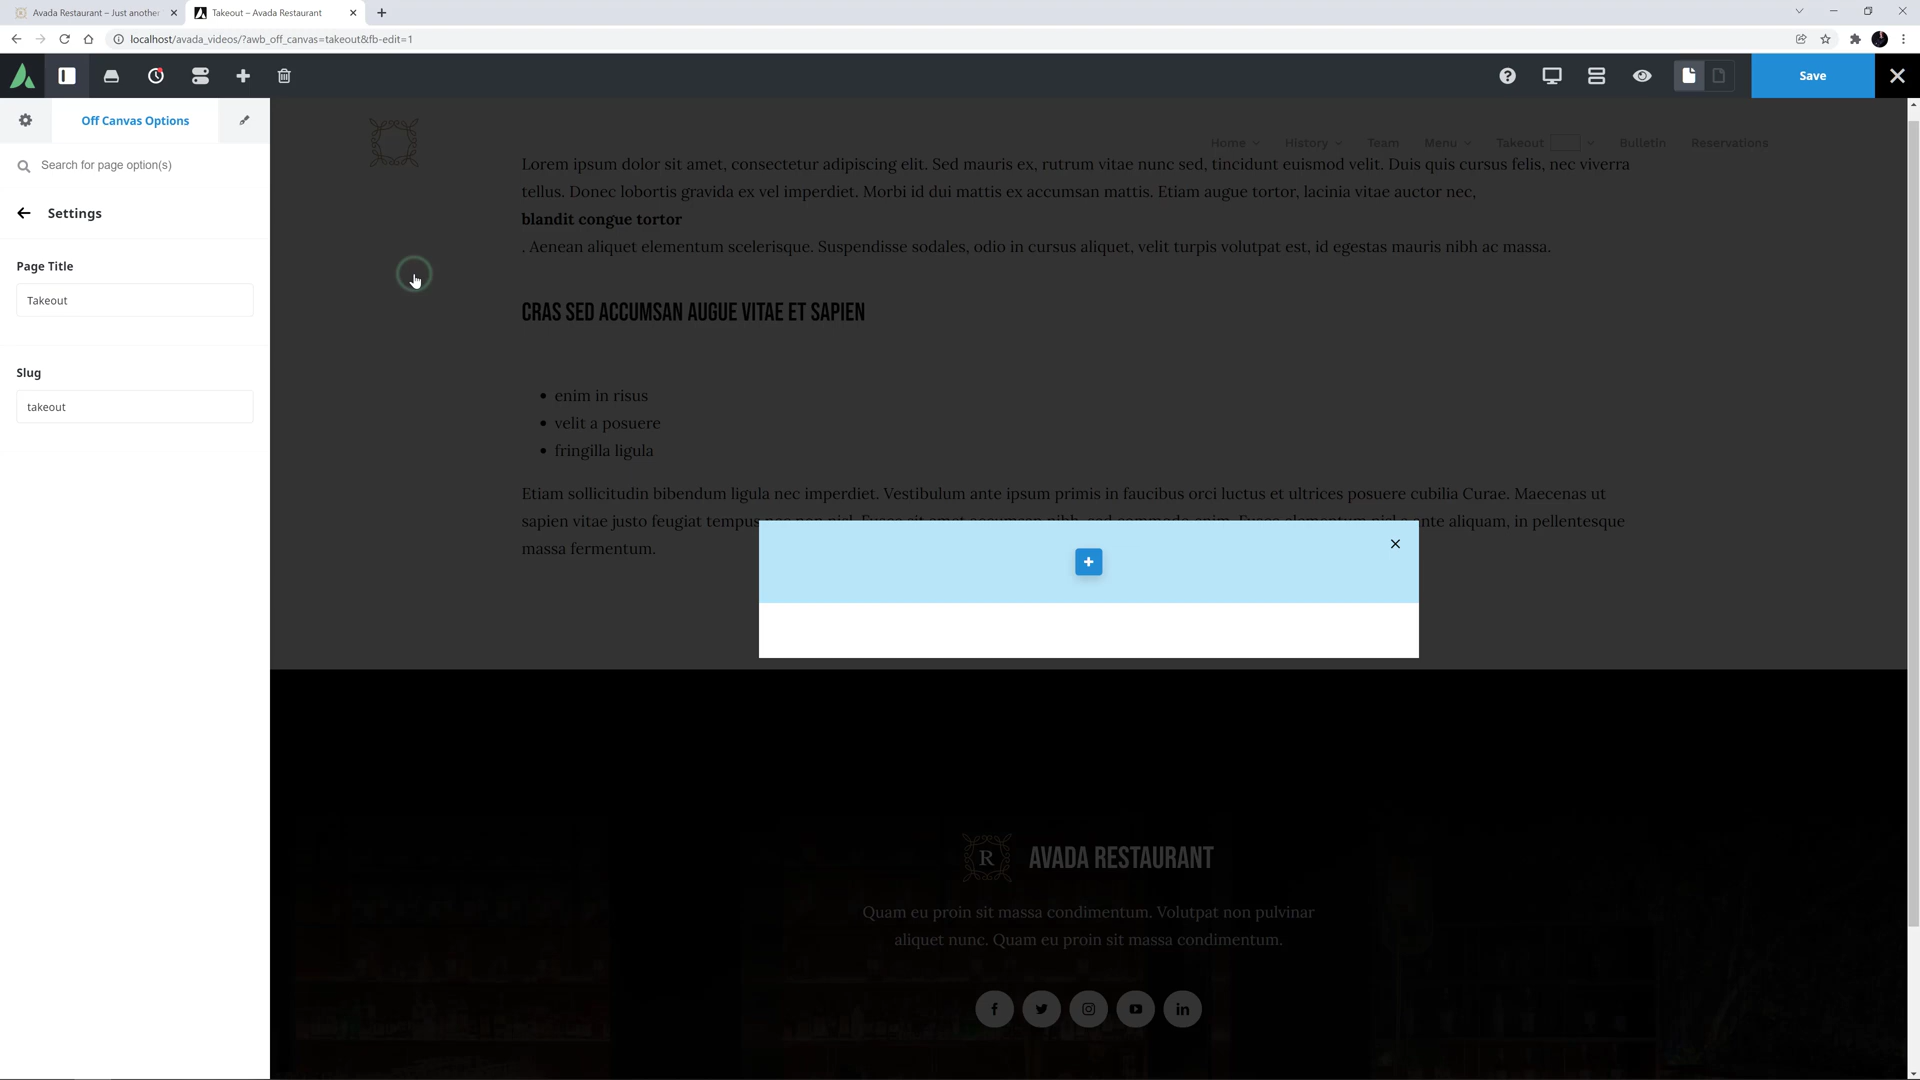 Avada Restaurant – Just another
Takeout – Avada Restaurant
localhost/avada_videos/?awb_off_canvas=takeout&fb-edit=1
Save
Off Canvas Options
Search for page option(s)
Settings
Page Title
Takeout
Slug
takeout
Home History Team Menu Takeout Bulletin Reservations
Lorem ipsum dolor sit amet, consectetur adipiscing elit. Sed mauris ex, rutrum vitae nunc sed, tincidunt euismod velit. Duis quis cursus felis, nec viverra
tellus. Donec lobortis gravida ex vel imperdiet. Morbi id dui mattis ex accumsan mattis. Etiam augue tortor, lacinia vitae auctor nec,
blandit congue tortor
. Aenean aliquet elementum scelerisque. Suspendisse sodales, odio in cursus aliquet, velit turpis volutpat est, id egestas mauris nibh ac massa.
CRAS SED ACCUMSAN AUGUE VITAE ET SAPIEN
• enim in risus
• velit a posuere
• fringilla ligula
Etiam sollicitudin bibendum ligula nec imperdiet. Vestibulum ante ipsum primis in faucibus orci luctus et ultrices posuere cubilia Curae. Maecenas ut
sapien vitae justo feugiat tempus ante aliquam, in pellentesque
massa fermentum.
R AVADA RESTAURANT
Quam eu proin sit massa condimentum. Volutpat non pulvinar
aliquet nunc. Quam eu proin sit massa condimentum.